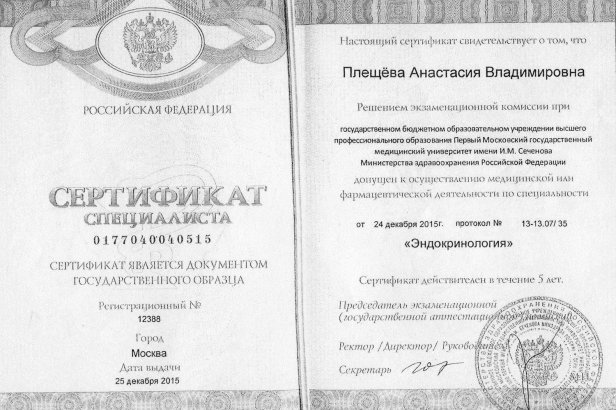 РОССИЙСКАЯ ФЕДЕРАЦИЯ
СЕРТИФИКАТ
СПЕЦИАЛИСТА
0177040040515
СЕРТИФИКАТ ЯВЛЯЕТСЯ ДОКУМЕНТОМ
ГОСУДАРСТВЕННОГО ОБРАЗЦА
Регистрационный №
12388
Город
Москва
Дата выдачи
25 декабря 2015
Настоящий сертификат свидетельствует о том, что
Плещёва Анастасия Владимировна
Решением экзаменационной комиссии при
государственном бюджетном образовательном учреждении высшего
профессионального образования Первый Московский государственный
медицинский университет имени И.М. Сеченова
Министерства здравоохранения Российской Федерации
допущен к осуществлению медицинской или
фармацевтической деятельности по специальности
от 24 декабря 2015г. протокол № 13-13.07/ 35
«Эндокринология»
Сертификат действителен в течение 5 лет.
Председатель экзаменационной
(государственной аттестационной)
Ректор /Директор/ Руководитель
Секретарь